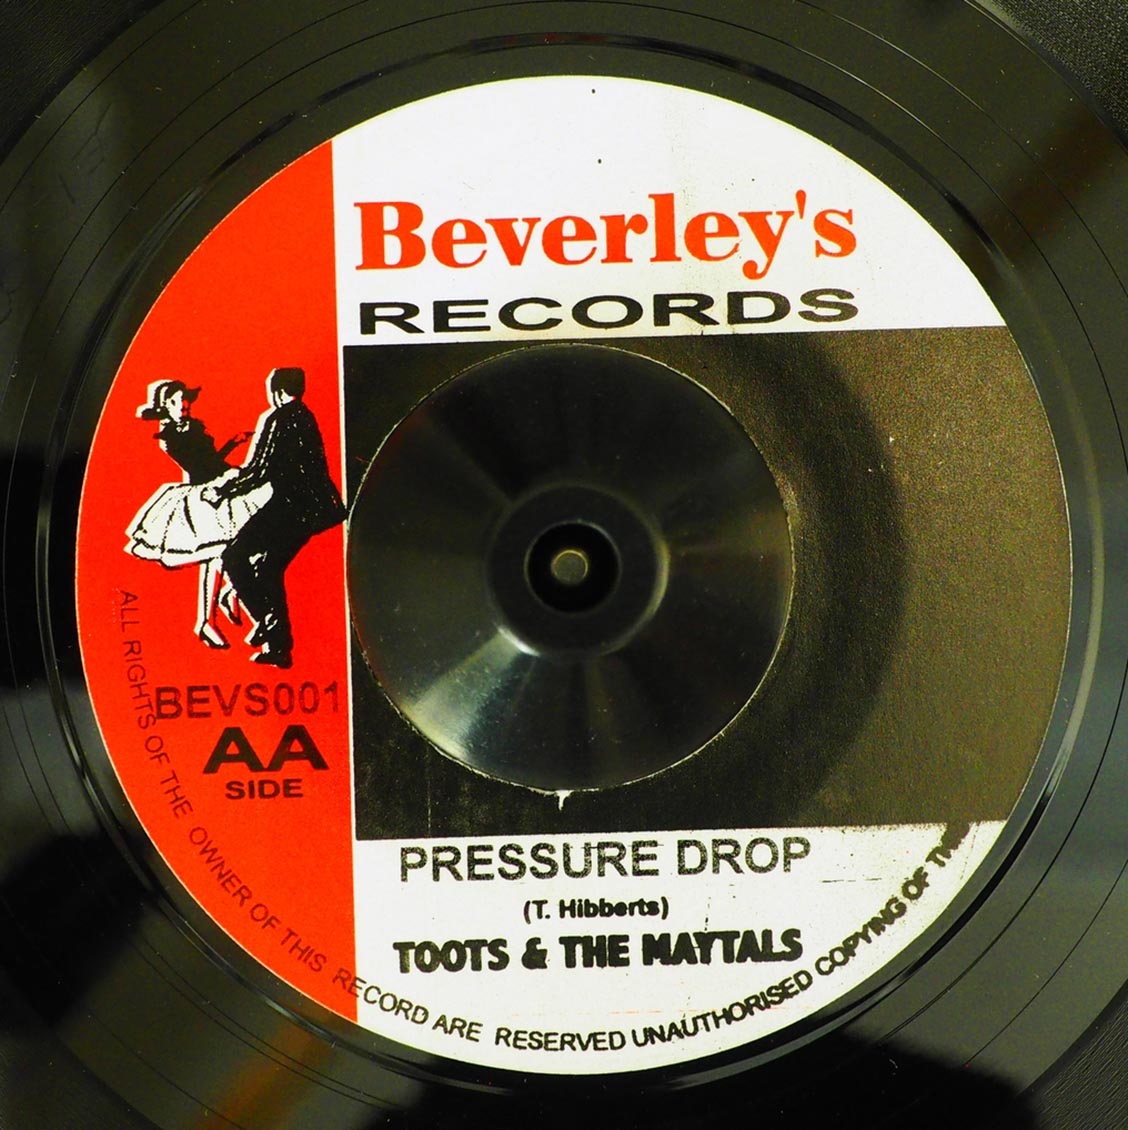 Beverley's
RECORDS
BEVS001
AA
SIDE
PRESSURE DROP
(T. Hibberts)
TOOTS & THE MAYTALS
ALL RIGHTS OF THE OWNER OF THIS RECORD ARE RESERVED UNAUTHORISED COPYING OF THE